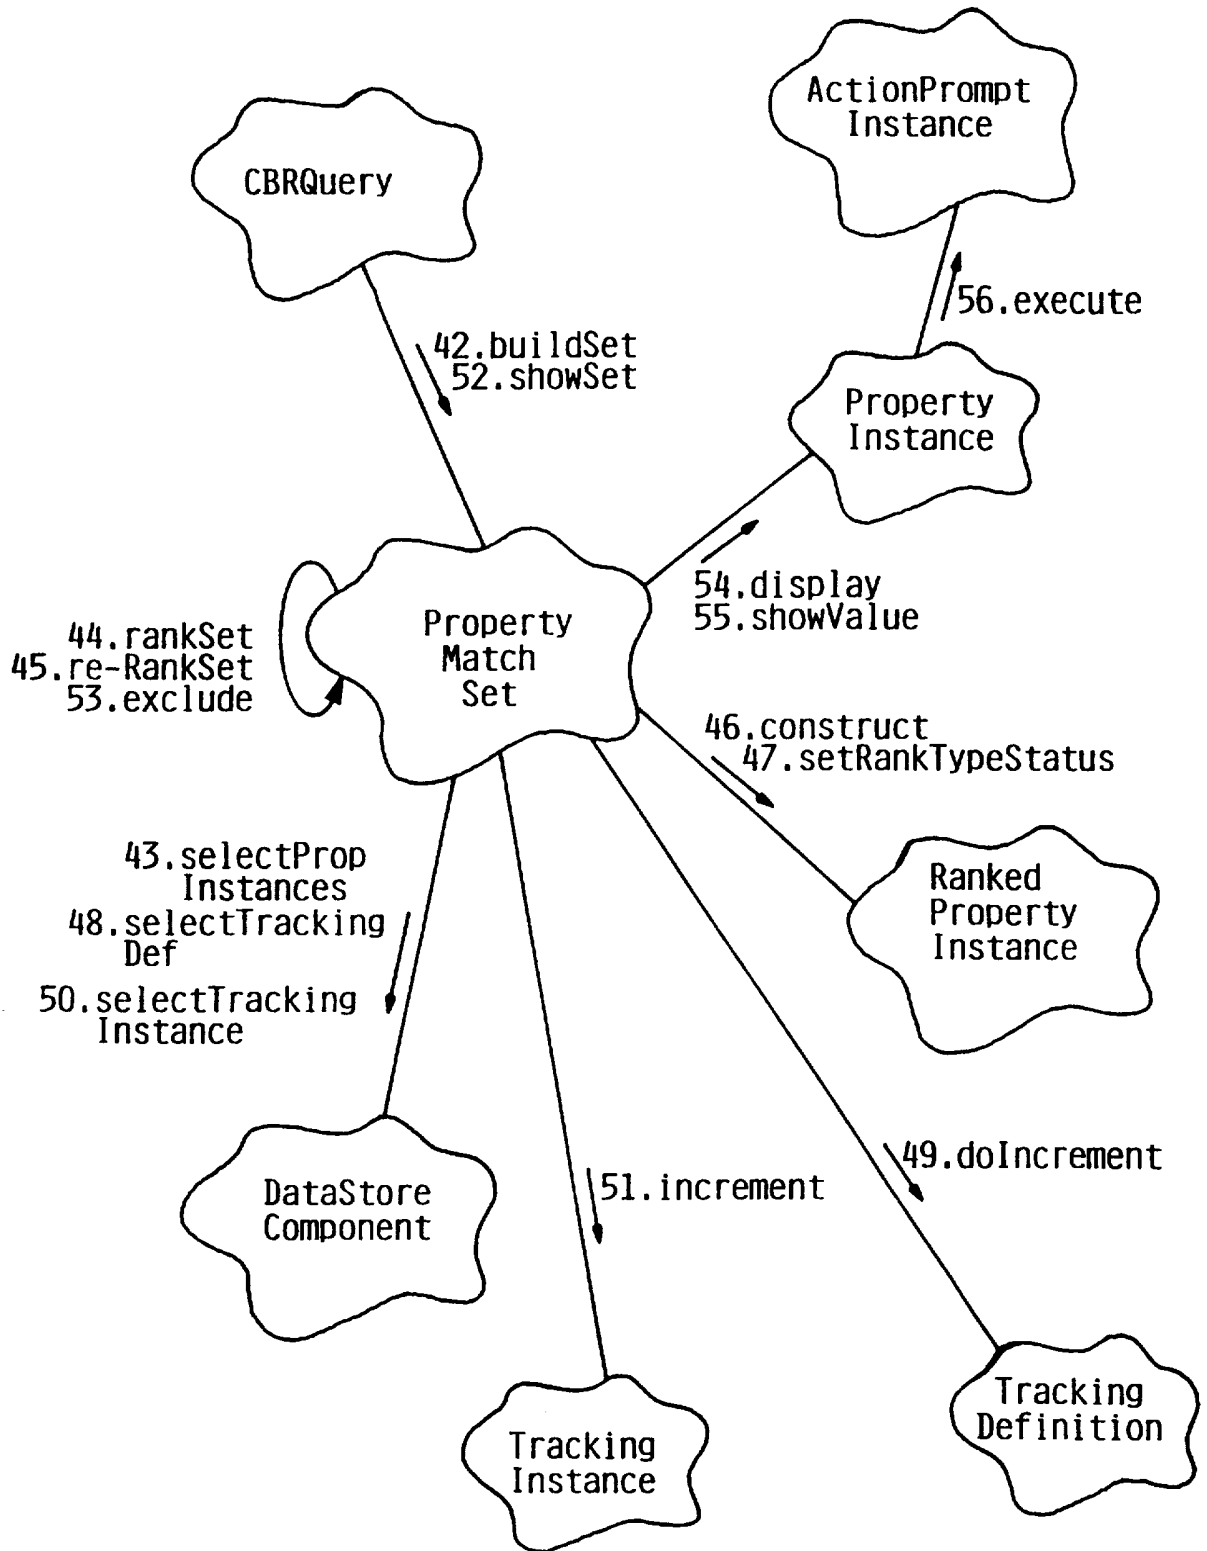 ActionPrompt
Instance
CBRQuery
56.execute
42.buildSet
52.showSet
Property
Instance
54.display
55.showValue
Property
Match
Set
44.rankSet
45.re-RankSet
53.exclude
46.construct
47.setRankTypeStatus
43.selectProp
Instances
48.selectTracking
Def
50.selectTracking
Instance
Ranked
Property
Instance
49.doIncrement
51.increment
DataStore
Component
Tracking
Definition
Tracking
Instance